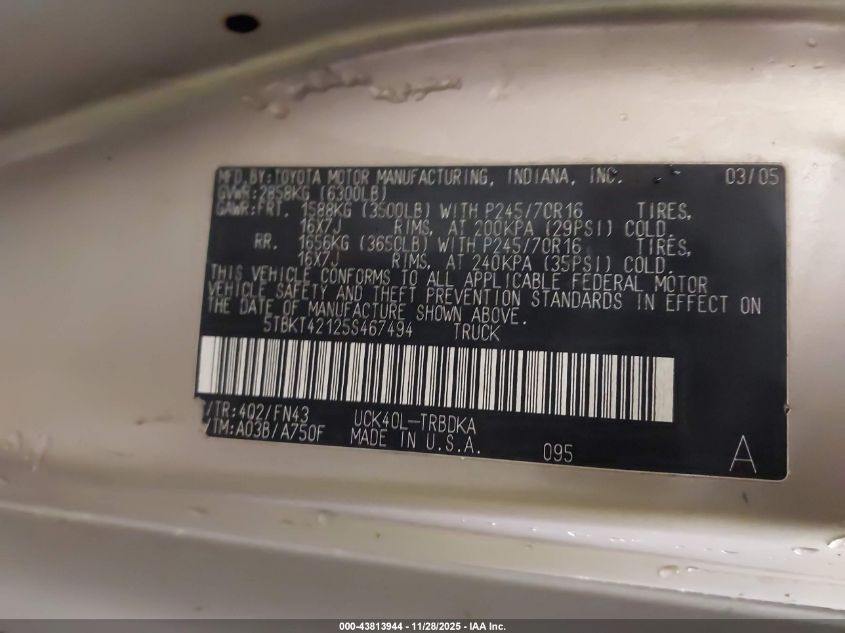 MFD.BY:TOYOTA MOTOR MANUFACTURING, INDIANA, INC. 03/05
GVWR:2858KG (6300LB)
GAWR:FRT. 1588KG (3500LB) WITH P245/70R16 TIRES,
16X7J RIMS, AT 200KPA (29PSI) COLD.
RR. 1656KG (3650LB) WITH P245/70R16 TIRES,
16X7J RIMS, AT 240KPA (35PSI) COLD.
THIS VEHICLE CONFORMS TO ALL APPLICABLE FEDERAL MOTOR
VEHICLE SAFETY AND THEFT PREVENTION STANDARDS IN EFFECT ON
THE DATE OF MANUFACTURE SHOWN ABOVE.
5TBKT42125S467494 TRUCK
/TR:4Q2/FN43 UCK40L-TRBDKA
/TM:A03B/A750F MADE IN U.S.A. 095 A
000-43813944 - 11/28/2025 - IAA Inc.